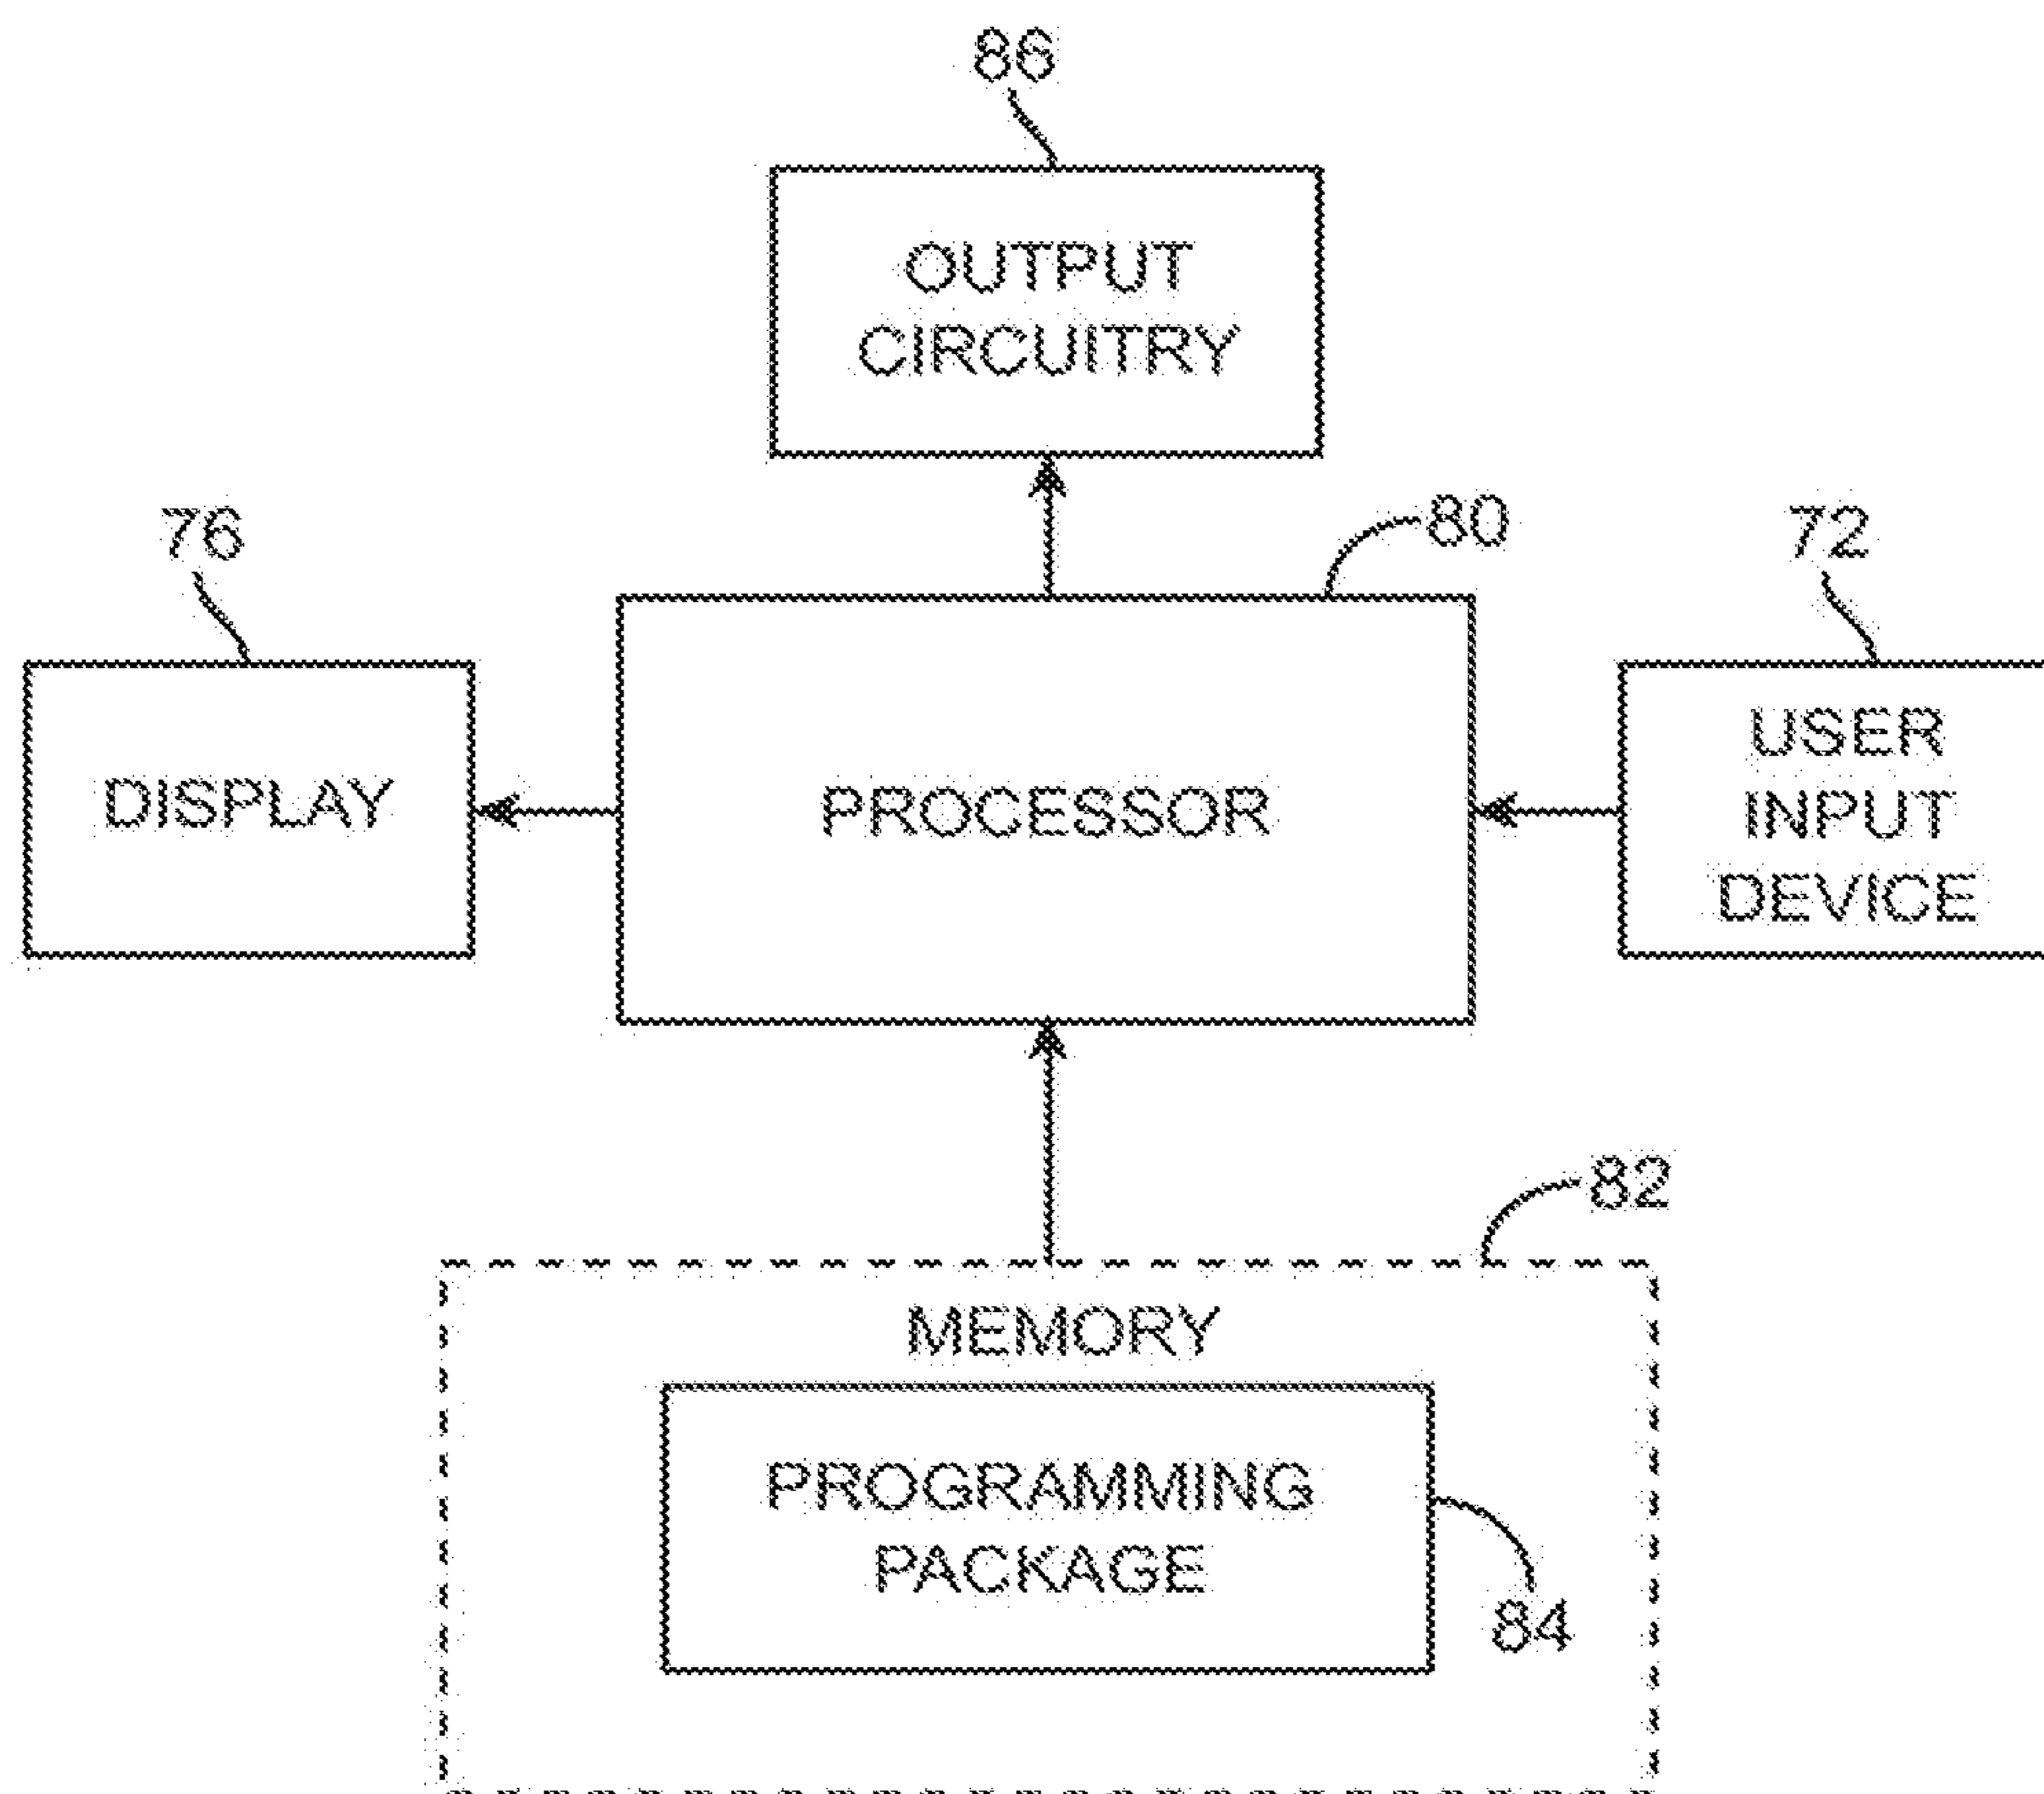 86
OUTPUT
CIRCUITRY
80
76
72
DISPLAY
PROCESSOR
USER
INPUT
DEVICE
82
MEMORY
PROGRAMMING
PACKAGE
84